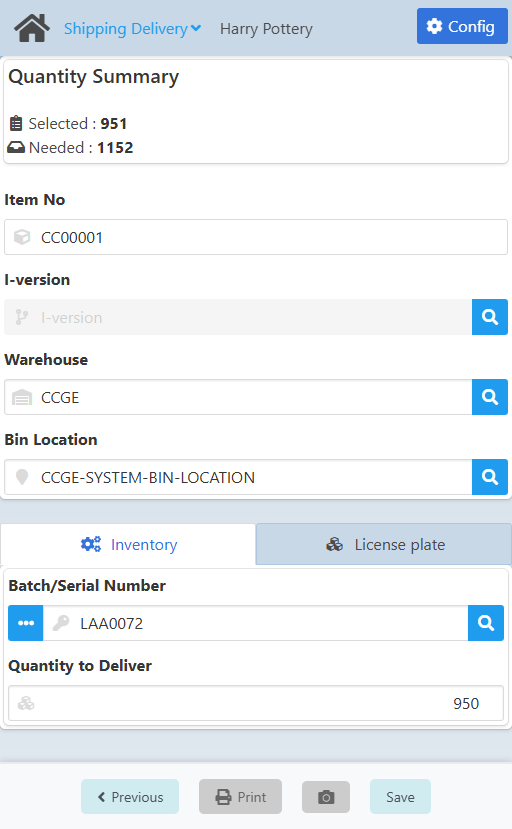 Shipping Delivery Harry Pottery Config
Quantity Summary
Selected : 951
Needed : 1152
Item No
CC00001
I-version
I-version
Warehouse
CCGE
Bin Location
CCGE-SYSTEM-BIN-LOCATION
Inventory License plate
Batch/Serial Number
LAA0072
Quantity to Deliver
950
Previous Print Save